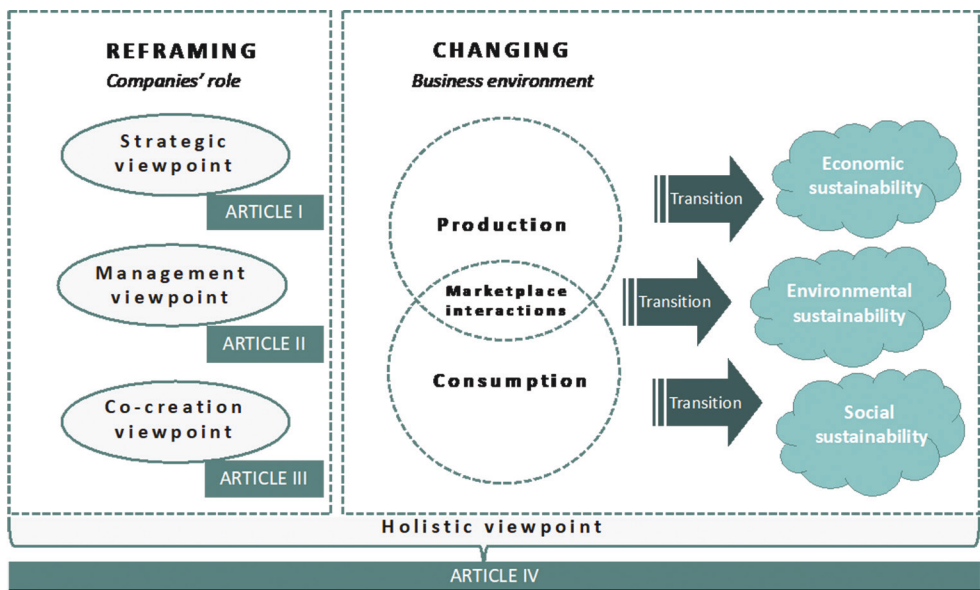 REFRAMING
Companies' role
Strategic
viewpoint
ARTICLE I
Management
viewpoint
ARTICLE II
Co-creation
viewpoint
ARTICLE III
CHANGING
Business environment
Production
Marketplace
interactions
Consumption
Transition
Economic
sustainability
Transition
Environmental
sustainability
Transition
Social
sustainability
Holistic viewpoint
ARTICLE IV